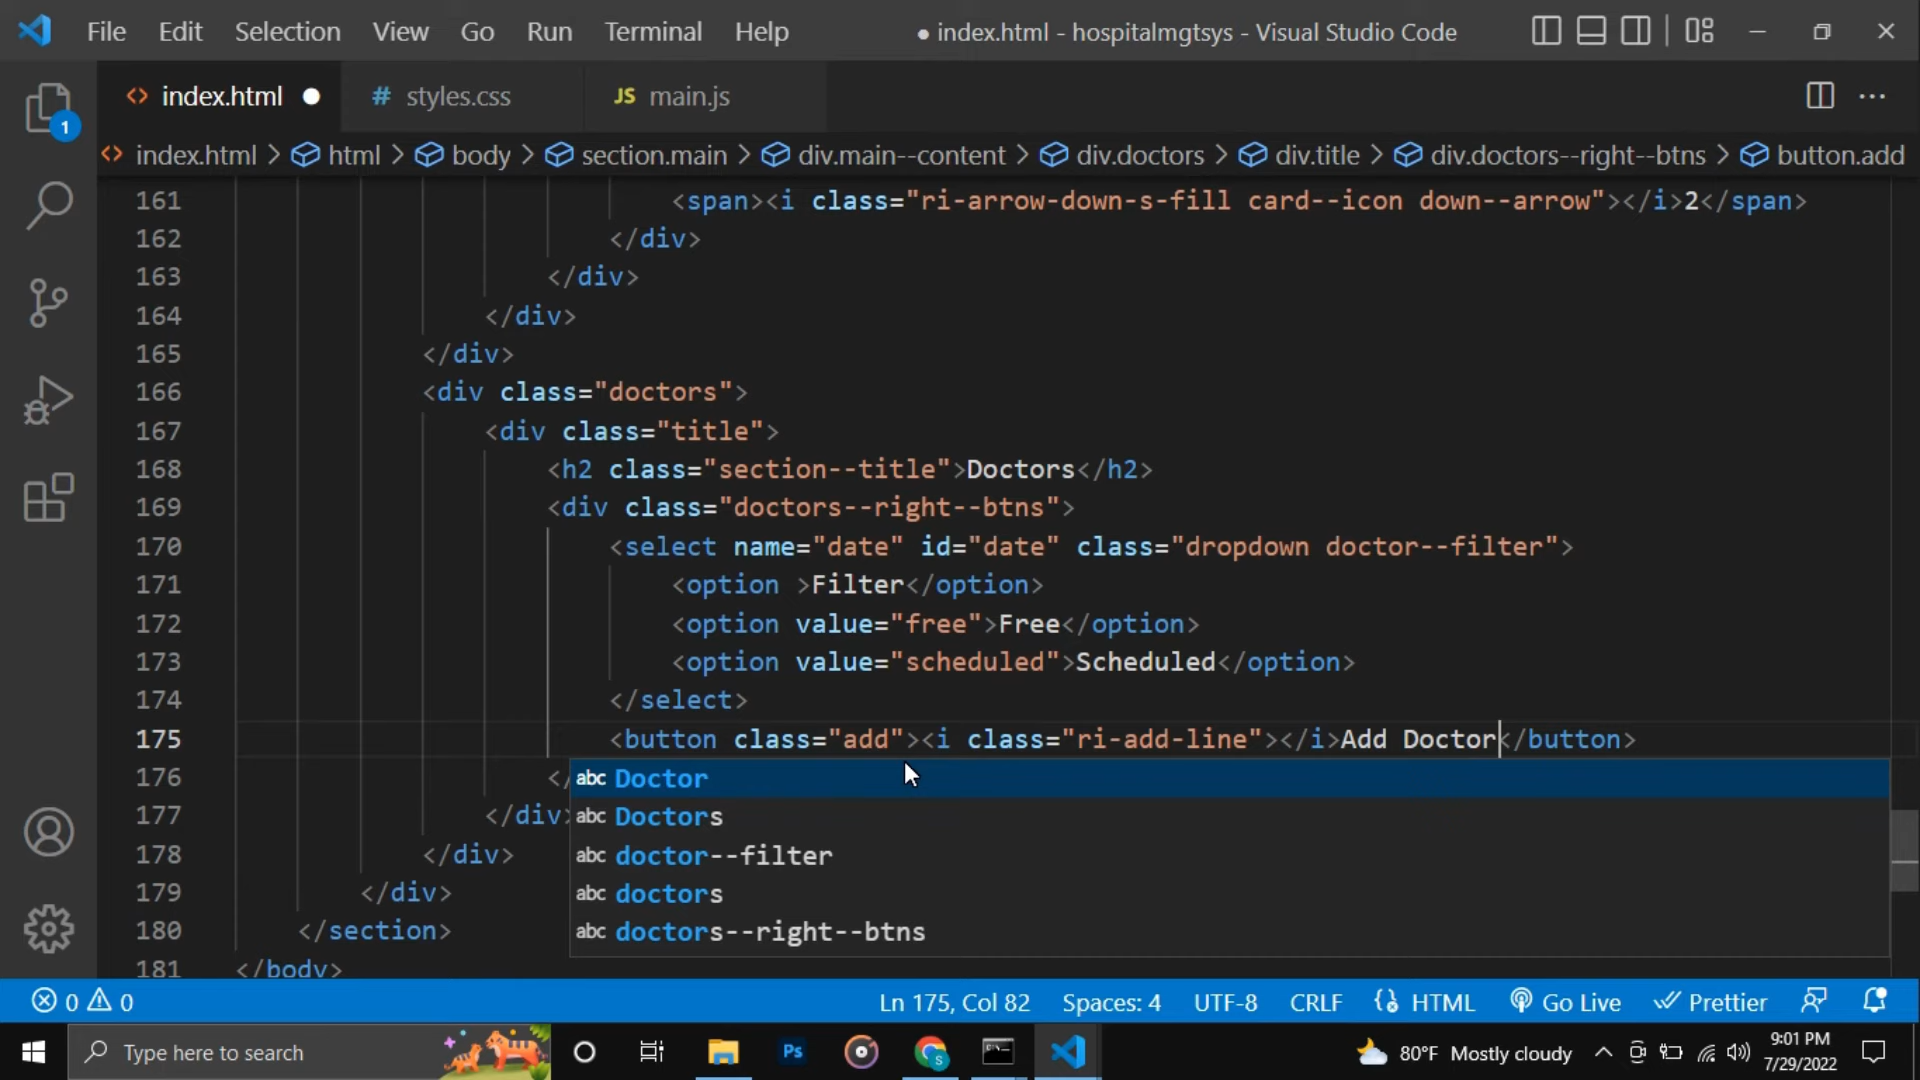 File Edit Selection View Go Run Terminal Help ● index.html - hospitalmgtsys - Visual Studio Code
<> index.html ● # styles.css JS main.js
1
<> index.html > html > body > section.main > div.main--content > div.doctors > div.title > div.doctors--right--btns > button.add
161 <span><i class="ri-arrow-down-s-fill card--icon down--arrow"></i>2</span>
162 </div>
163 </div>
164 </div>
165 </div>
166 <div class="doctors">
167 <div class="title">
168 <h2 class="section--title">Doctors</h2>
169 <div class="doctors--right--btns">
170 <select name="date" id="date" class="dropdown doctor--filter">
171 <option >Filter</option>
172 <option value="free">Free</option>
173 <option value="scheduled">Scheduled</option>
174 </select>
175 <button class="add"><i class="ri-add-line"></i>Add Doctor</button>
176 </ abc Doctor
177 </div> abc Doctors
178 </div> abc doctor--filter
179 </div> abc doctors
180 </section> abc doctors--right--btns
181 </body>
0 0 Ln 175, Col 82 Spaces: 4 UTF-8 CRLF {} HTML Go Live Prettier
Type here to search Ps S 80°F Mostly cloudy 9:01 PM
7/29/2022